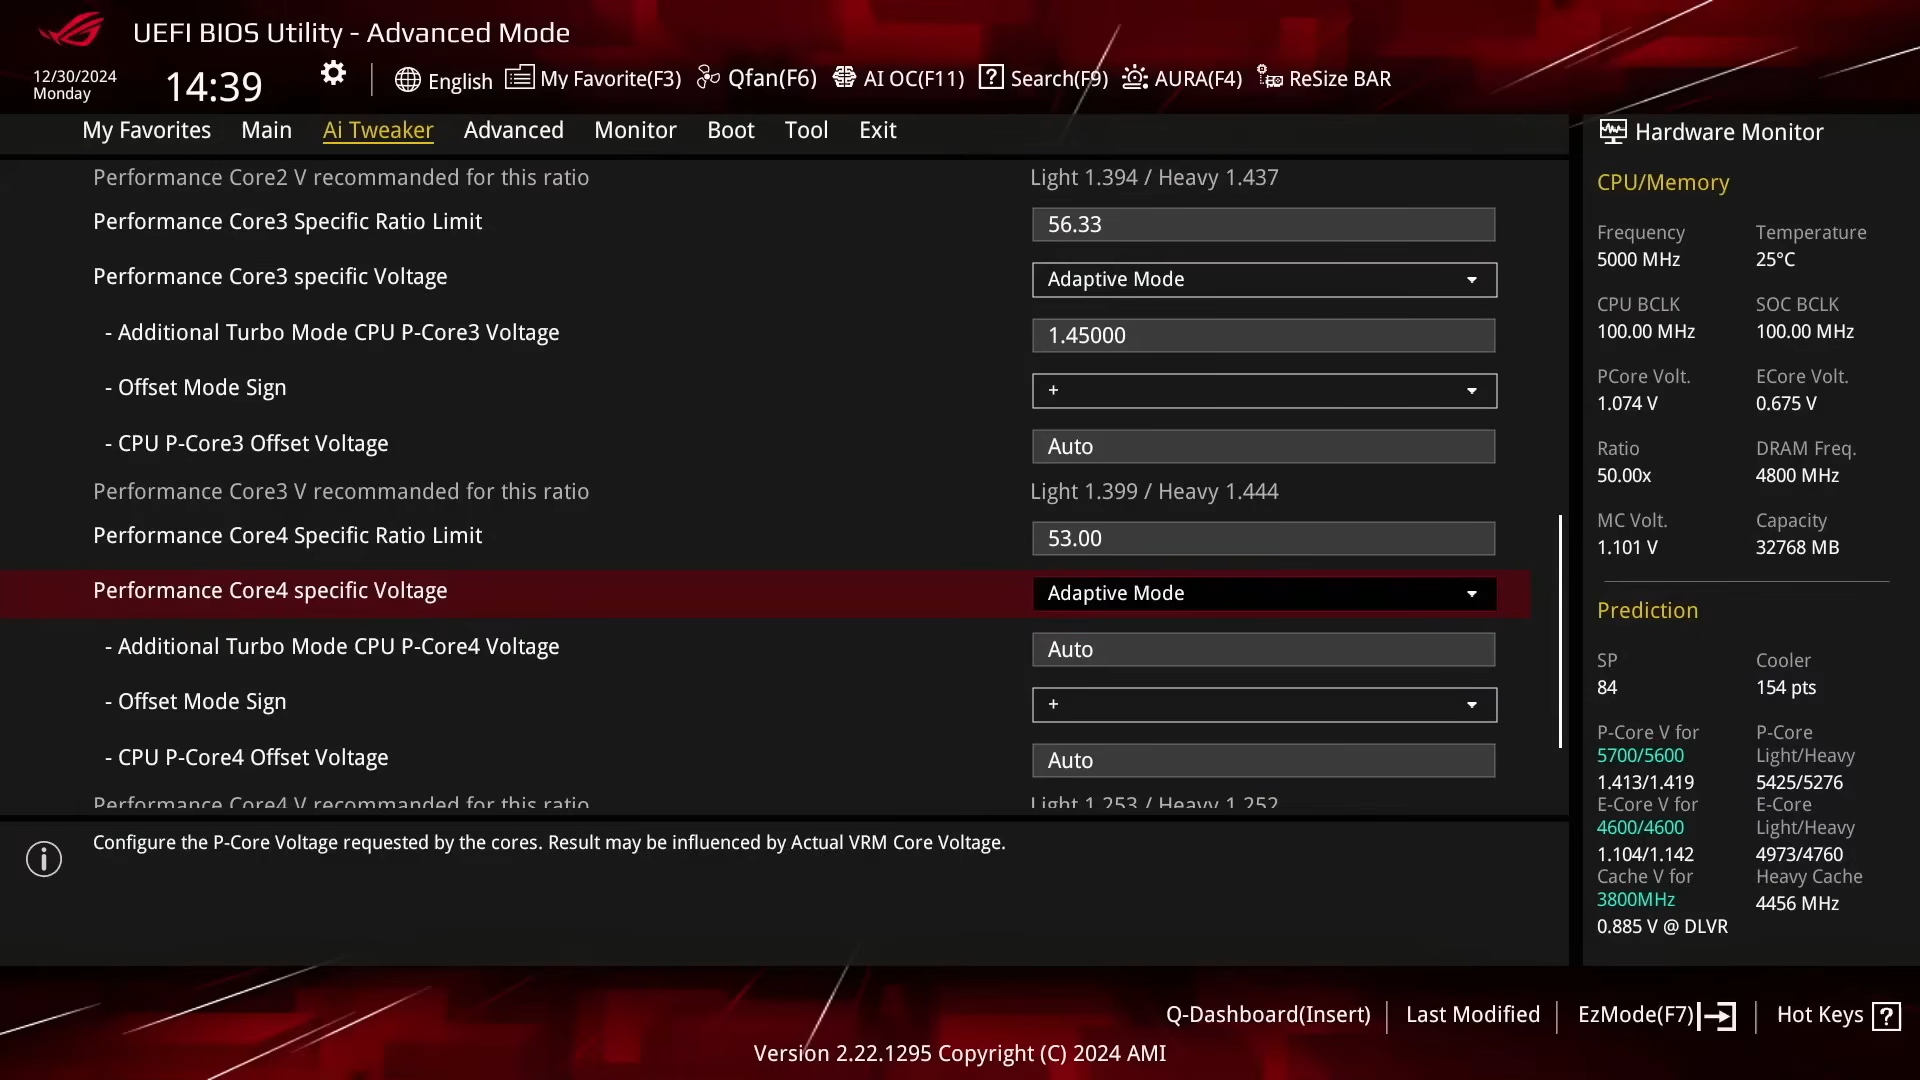 UEFI BIOS Utility - Advanced Mode
12/30/2024
Monday
14:39
English
My Favorite(F3)
Qfan(F6)
AI OC(F11)
Search(F9)
AURA(F4)
ReSize BAR
My Favorites
Main
Ai Tweaker
Advanced
Monitor
Boot
Tool
Exit
Performance Core2 V recommanded for this ratio
Light 1.394 / Heavy 1.437
Performance Core3 Specific Ratio Limit
56.33
Performance Core3 specific Voltage
Adaptive Mode
- Additional Turbo Mode CPU P-Core3 Voltage
1.45000
- Offset Mode Sign
+
- CPU P-Core3 Offset Voltage
Auto
Performance Core3 V recommanded for this ratio
Light 1.399 / Heavy 1.444
Performance Core4 Specific Ratio Limit
53.00
Performance Core4 specific Voltage
Adaptive Mode
- Additional Turbo Mode CPU P-Core4 Voltage
Auto
- Offset Mode Sign
+
- CPU P-Core4 Offset Voltage
Auto
Performance Core4 V recommanded for this ratio
Light 1.253 / Heavy 1.252
Configure the P-Core Voltage requested by the cores. Result may be influenced by Actual VRM Core Voltage.
Hardware Monitor
CPU/Memory
Frequency
5000 MHz
Temperature
25°C
CPU BCLK
100.00 MHz
SOC BCLK
100.00 MHz
PCore Volt.
1.074 V
ECore Volt.
0.675 V
Ratio
50.00x
DRAM Freq.
4800 MHz
MC Volt.
1.101 V
Capacity
32768 MB
Prediction
SP
84
Cooler
154 pts
P-Core V for
5700/5600
1.413/1.419
P-Core
Light/Heavy
5425/5276
E-Core V for
4600/4600
1.104/1.142
E-Core
Light/Heavy
4973/4760
Cache V for
3800MHz
0.885 V @ DLVR
Heavy Cache
4456 MHz
Q-Dashboard(Insert)
Last Modified
EzMode(F7)
Hot Keys ?
Version 2.22.1295 Copyright (C) 2024 AMI